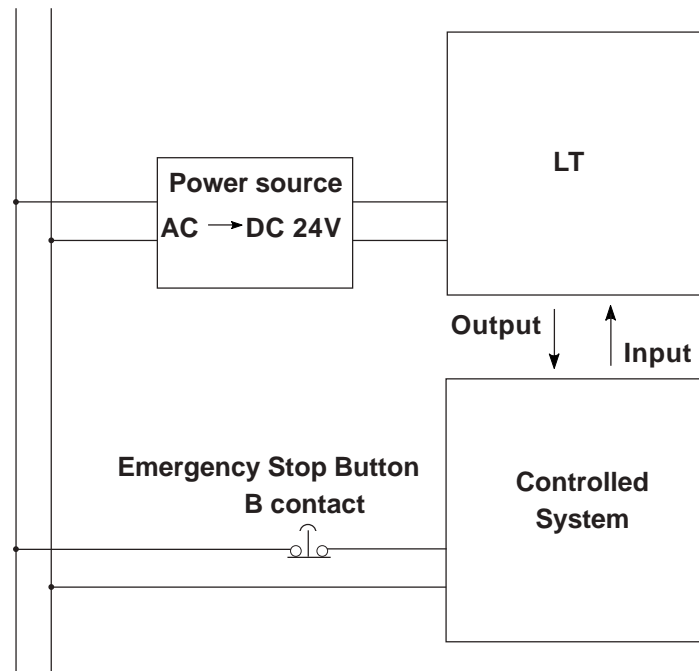 LT
Power source
AC → DC 24V
Output
Input
Emergency Stop Button
B contact
Controlled
System